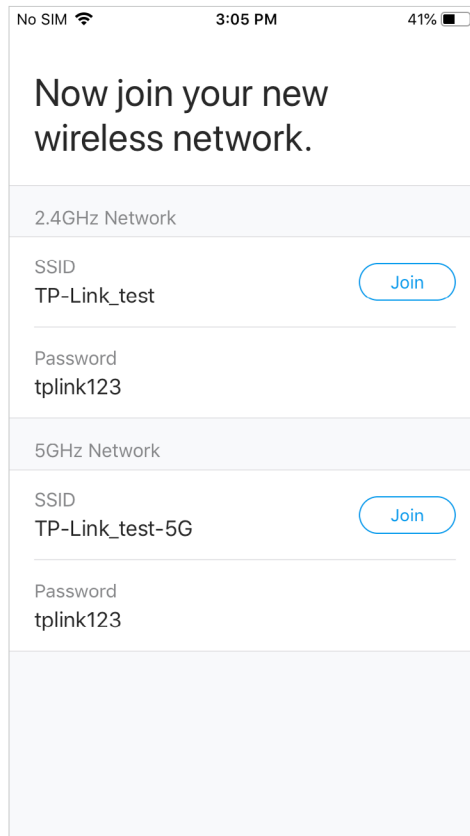 No SIM 3:05 PM 41%
Now join your new
wireless network.
2.4GHz Network
SSID
TP-Link_test
Join
Password
tplink123
5GHz Network
SSID
TP-Link_test-5G
Join
Password
tplink123